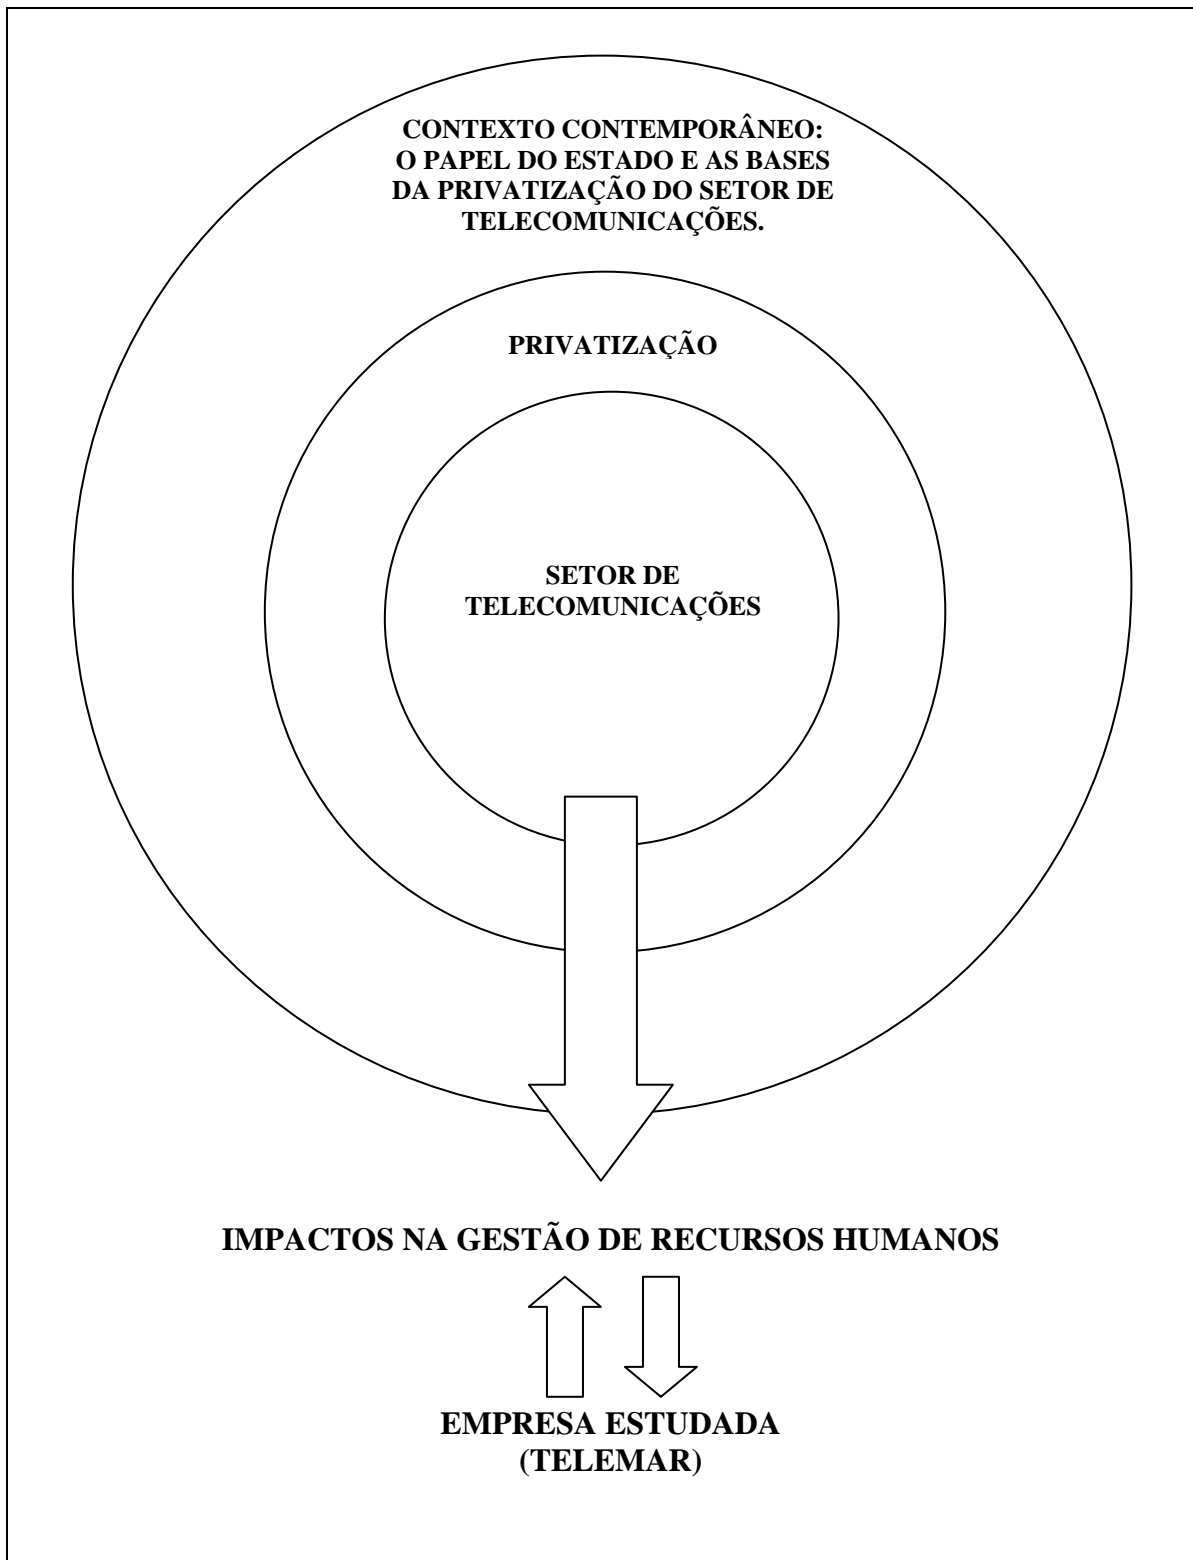 CONTEXTO CONTEMPORÂNEO:
O PAPEL DO ESTADO E AS BASES
DA PRIVATIZAÇÃO DO SETOR DE
TELECOMUNICAÇÕES.
PRIVATIZAÇÃO
SETOR DE
TELECOMUNICAÇÕES
IMPACTOS NA GESTÃO DE RECURSOS HUMANOS
EMPRESA ESTUDADA
(TELEMAR)